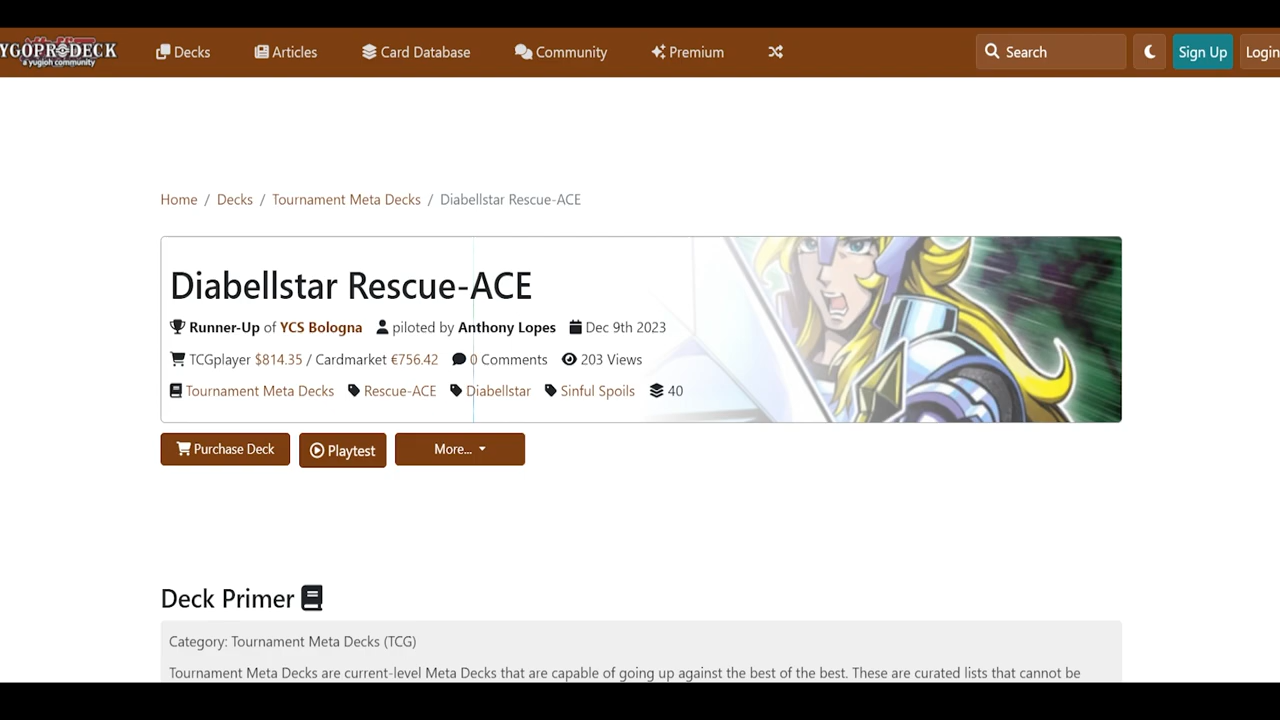 YGOPRODECK
a yugioh community
Decks
Articles
Card Database
Community
Premium
Search
Sign Up
Login
Home / Decks / Tournament Meta Decks / Diabellstar Rescue-ACE
Diabellstar Rescue-ACE
Runner-Up of YCS Bologna piloted by Anthony Lopes Dec 9th 2023
TCGplayer $814.35 / Cardmarket €756.42 0 Comments 203 Views
Tournament Meta Decks Rescue-ACE Diabellstar Sinful Spoils 40
Purchase Deck
Playtest
More...
Deck Primer
Category: Tournament Meta Decks (TCG)
Tournament Meta Decks are current-level Meta Decks that are capable of going up against the best of the best. These are curated lists that cannot be